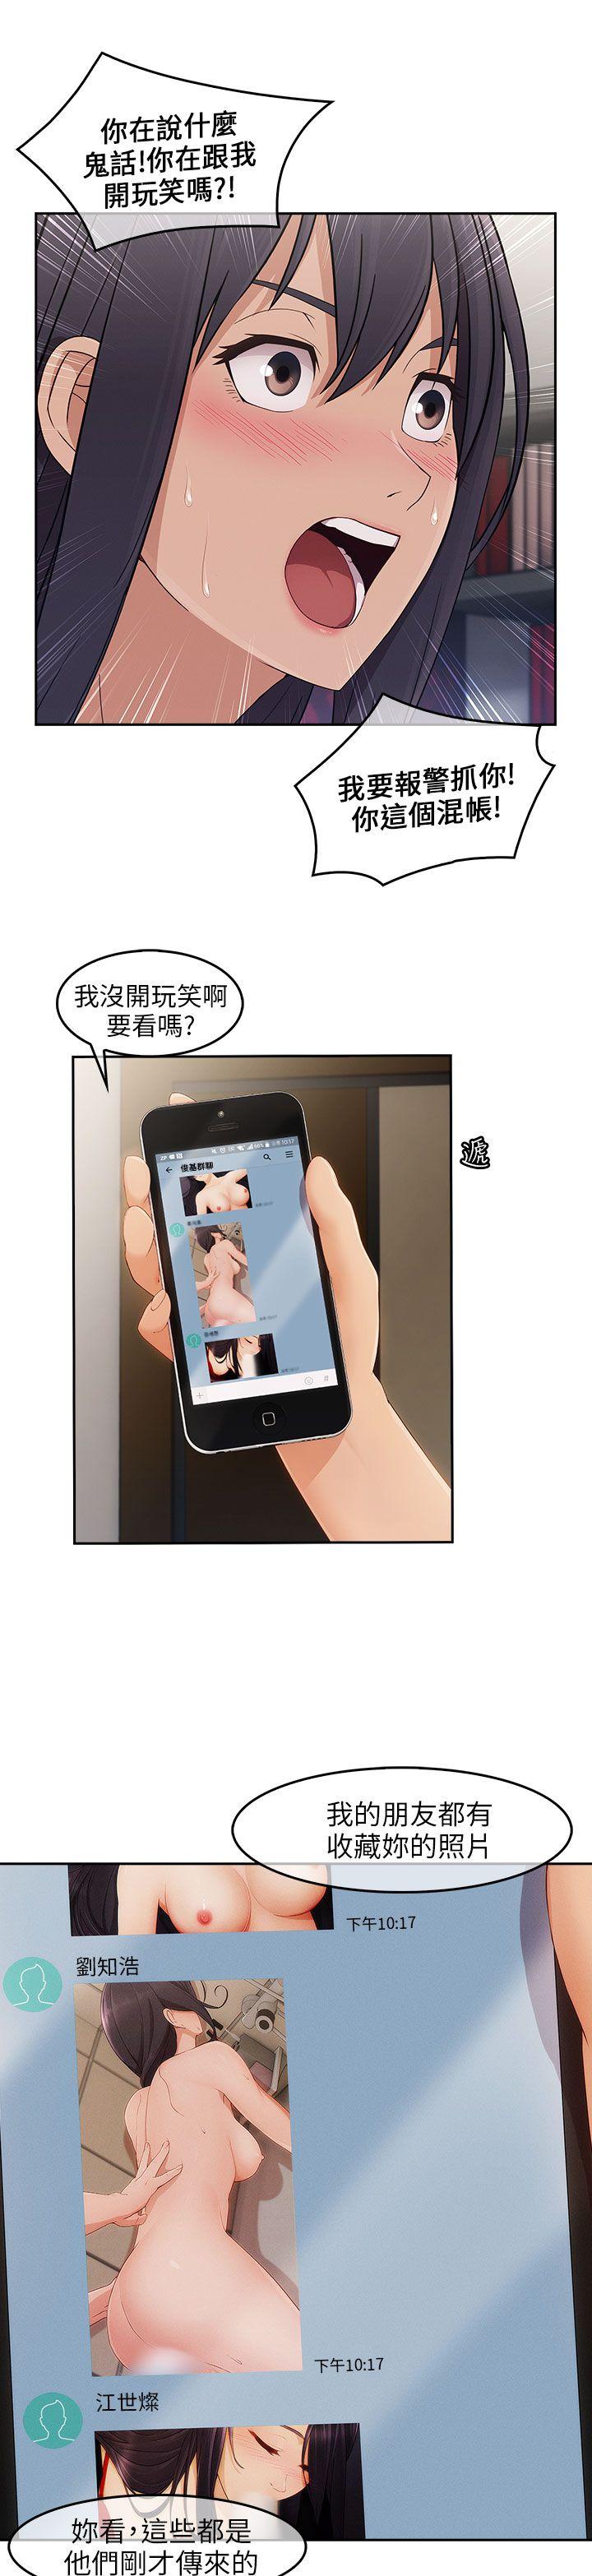 你在說什麼
鬼話!你在跟我
開玩笑嗎?!
我要報警抓你!
你這個混帳!
我沒開玩笑啊
要看嗎?
遞
10:17
俊基群聊
我的朋友都有
收藏妳的照片
下午10:17
劉知浩
下午10:17
江世燦
妳看,這些都是
他們剛才傳來的